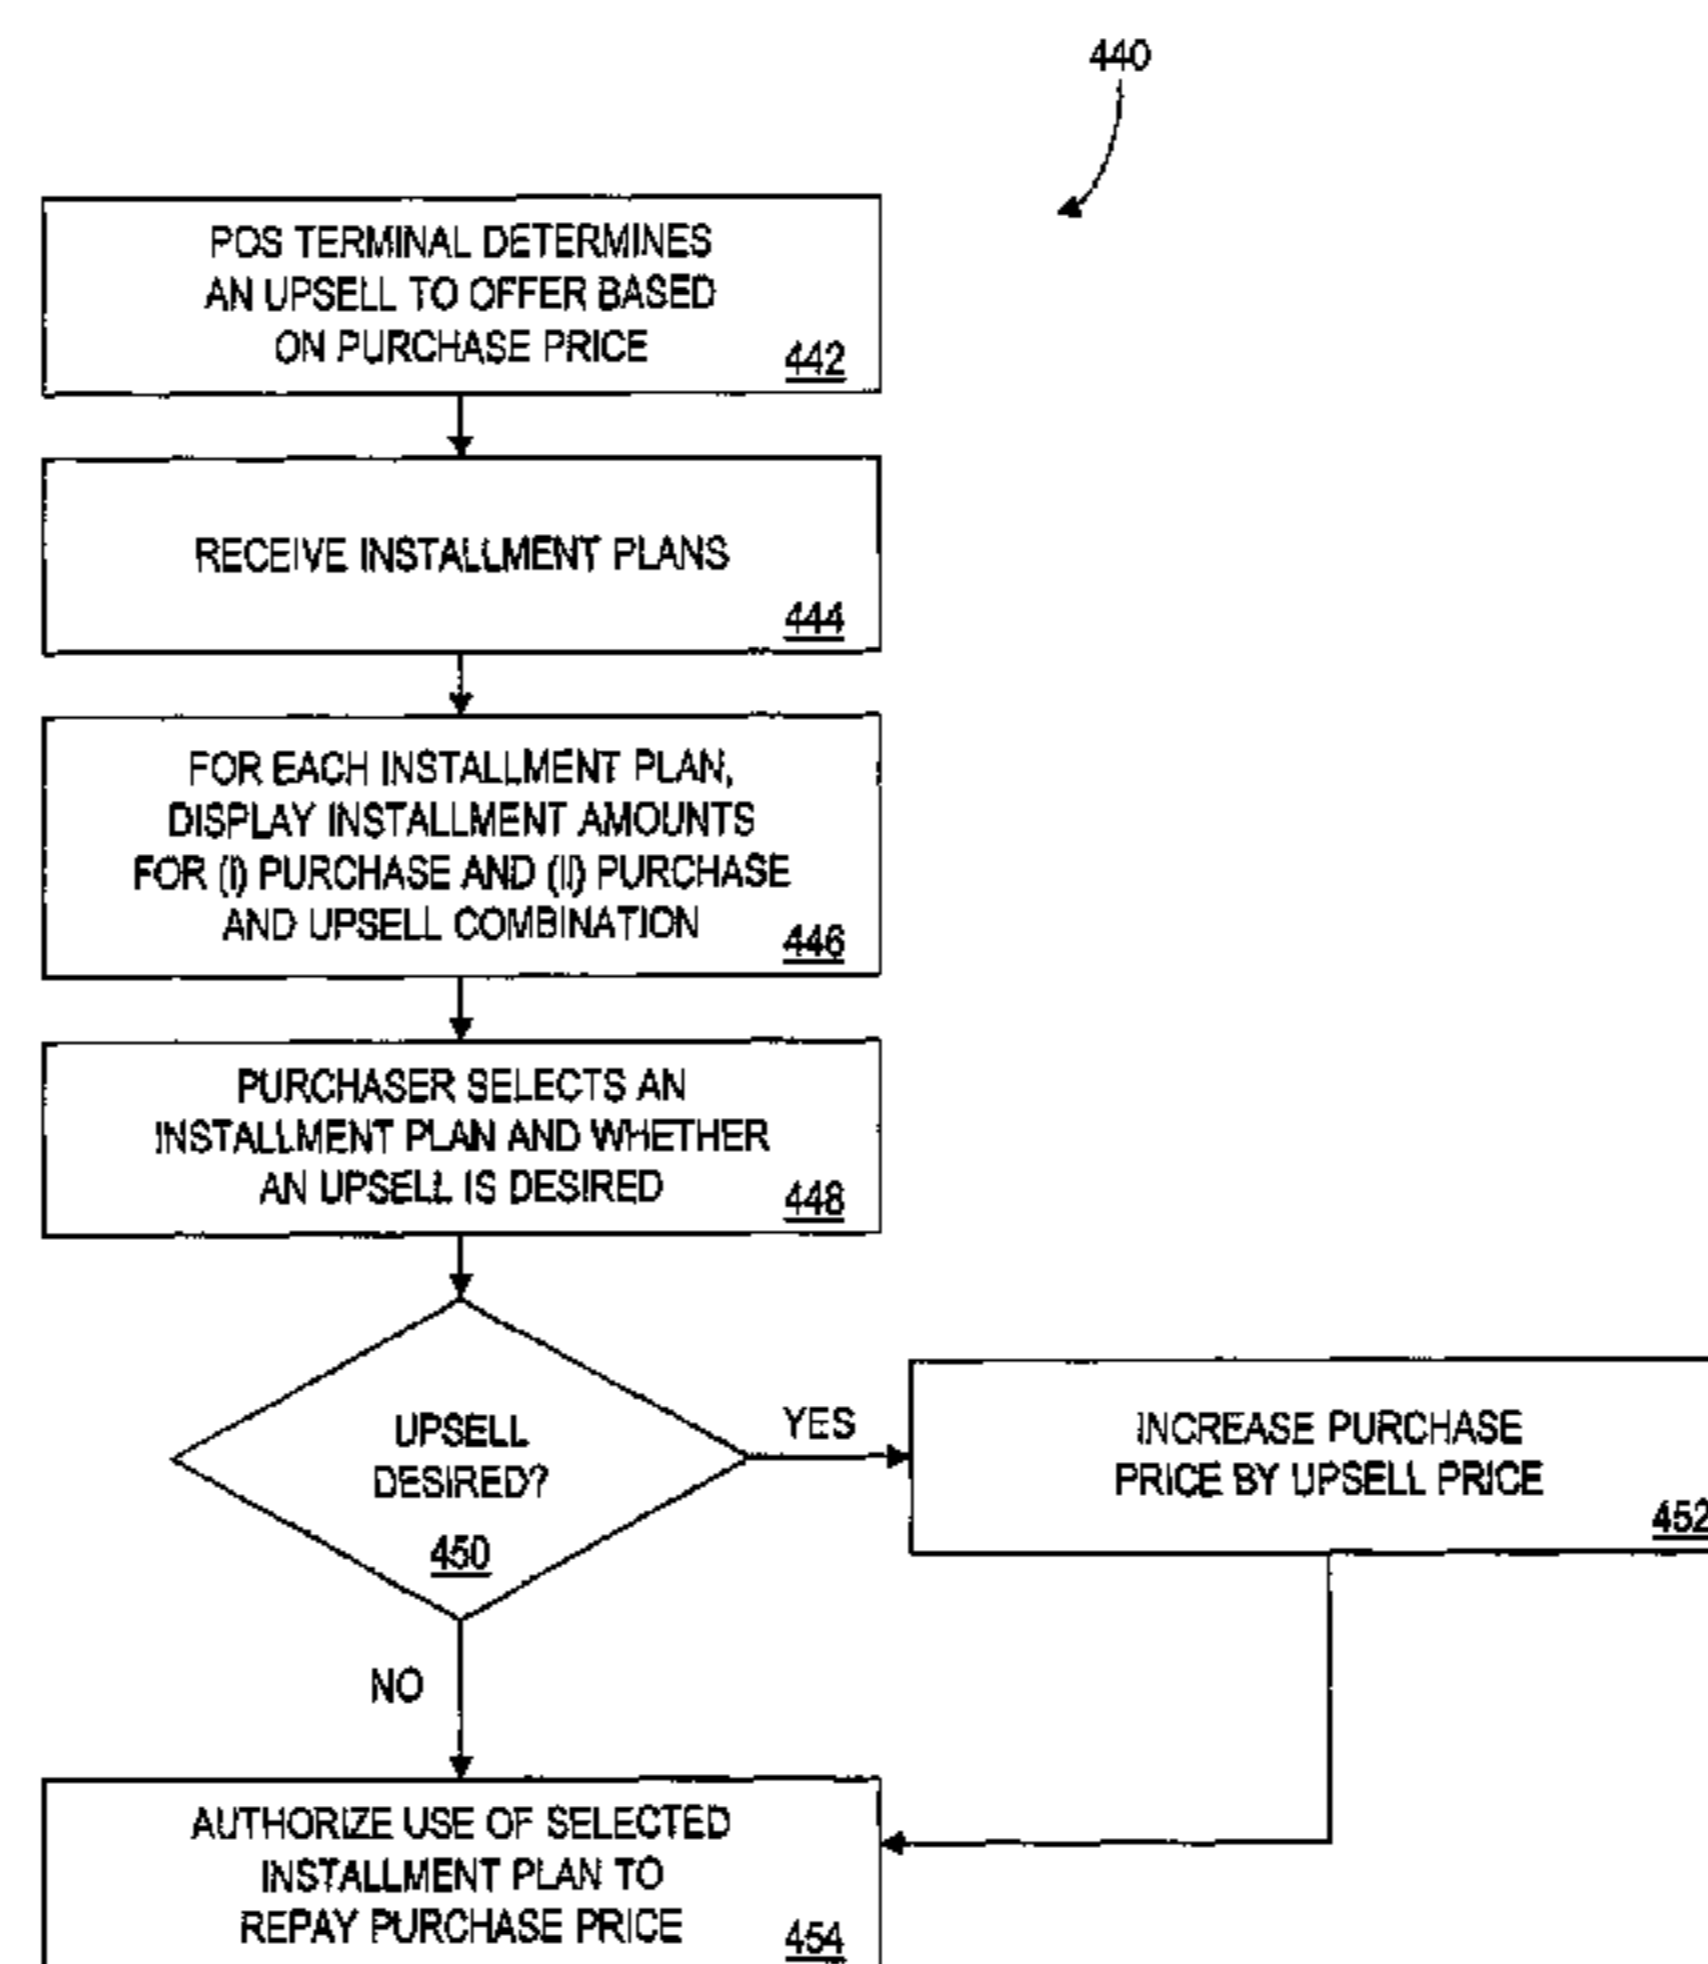 440
POS TERMINAL DETERMINES
AN UPSELL TO OFFER BASED
ON PURCHASE PRICE
442
RECEIVE INSTALLMENT PLANS
444
FOR EACH INSTALLMENT PLAN,
DISPLAY INSTALLMENT AMOUNTS
FOR (I) PURCHASE AND (II) PURCHASE
AND UPSELL COMBINATION
446
PURCHASER SELECTS AN
INSTALLMENT PLAN AND WHETHER
AN UPSELL IS DESIRED
448
UPSELL
DESIRED?
450
YES
INCREASE PURCHASE
PRICE BY UPSELL PRICE
452
NO
AUTHORIZE USE OF SELECTED
INSTALLMENT PLAN TO
REPAY PURCHASE PRICE
454